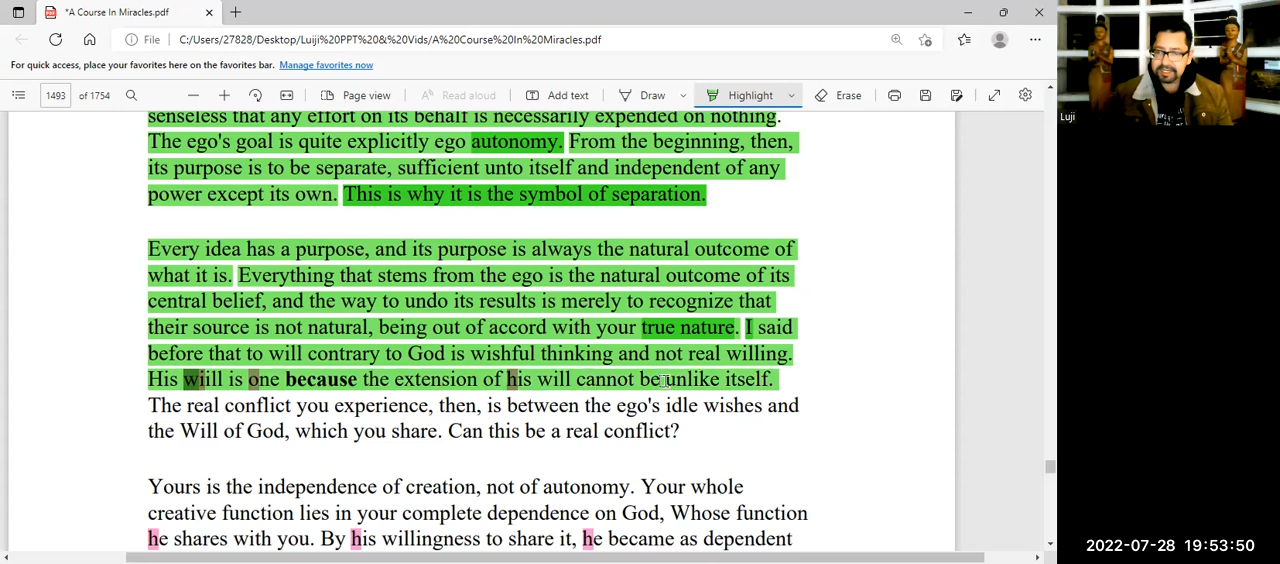 *A Course In Miracles.pdf
File C:/Users/27828/Desktop/Luiji%20PPT%20&%20Vids/A%20Course%20In%20Miracles.pdf
For quick access, place your favorites here on the favorites bar. Manage favorites now
1493 of 1754 Page view Read aloud Add text Draw Highlight Erase
senseless that any effort on its behalf is necessarily expended on nothing.
The ego's goal is quite explicitly ego autonomy. From the beginning, then,
its purpose is to be separate, sufficient unto itself and independent of any
power except its own. This is why it is the symbol of separation.
Every idea has a purpose, and its purpose is always the natural outcome of
what it is. Everything that stems from the ego is the natural outcome of its
central belief, and the way to undo its results is merely to recognize that
their source is not natural, being out of accord with your true nature. I said
before that to will contrary to God is wishful thinking and not real willing.
His wiill is one because the extension of his will cannot be unlike itself.
The real conflict you experience, then, is between the ego's idle wishes and
the Will of God, which you share. Can this be a real conflict?
Yours is the independence of creation, not of autonomy. Your whole
creative function lies in your complete dependence on God, Whose function
he shares with you. By his willingness to share it, he became as dependent
Luji
2022-07-28 19:53:50